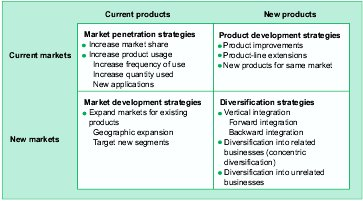 Current products
New products
Current markets
Market penetration strategies
Increase market share
Increase product usage
Increase frequency of use
Increase quantity used
New applications
Product development strategies
Product improvements
Product-line extensions
New products for same market
New markets
Market development strategies
Expand markets for existing
products
Geographic expansion
Target new segments
Diversification strategies
Vertical integration
Forward integration
Backward integration
Diversification into related
businesses (concentric
diversification)
Diversification into unrelated
businesses